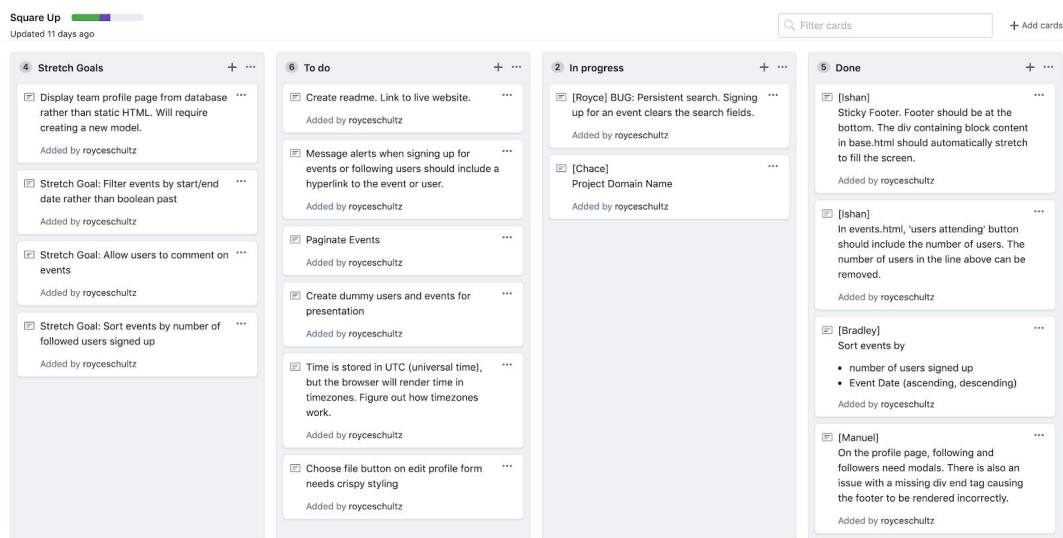 Square Up
Updated 11 days ago
Filter cards
+ Add cards
4 Stretch Goals
Display team profile page from database
rather than static HTML. Will require
creating a new model.
Added by royceschultz
Stretch Goal: Filter events by start/end
date rather than boolean past
Added by royceschultz
Stretch Goal: Allow users to comment on
events
Added by royceschultz
Stretch Goal: Sort events by number of
followed users signed up
Added by royceschultz
6 To do
Create readme. Link to live website.
Added by royceschultz
Message alerts when signing up for
events or following users should include a
hyperlink to the event or user.
Added by royceschultz
Paginate Events
Added by royceschultz
Create dummy users and events for
presentation
Added by royceschultz
Time is stored in UTC (universal time),
but the browser will render time in
timezones. Figure out how timezones
work.
Added by royceschultz
Choose file button on edit profile form
needs crispy styling
Added by royceschultz
2 In progress
[Royce] BUG: Persistent search. Signing
up for an event clears the search fields.
Added by royceschultz
[Chace]
Project Domain Name
Added by royceschultz
5 Done
[Ishan]
Sticky Footer. Footer should be at the
bottom. The div containing block content
in base.html should automatically stretch
to fill the screen.
Added by royceschultz
[Ishan]
In events.html, 'users attending' button
should include the number of users. The
number of users in the line above can be
removed.
Added by royceschultz
[Bradley]
Sort events by
• number of users signed up
• Event Date (ascending, descending)
Added by royceschultz
[Manuel]
On the profile page, following and
followers need modals. There is also an
issue with a missing div end tag causing
the footer to be rendered incorrectly.
Added by royceschultz